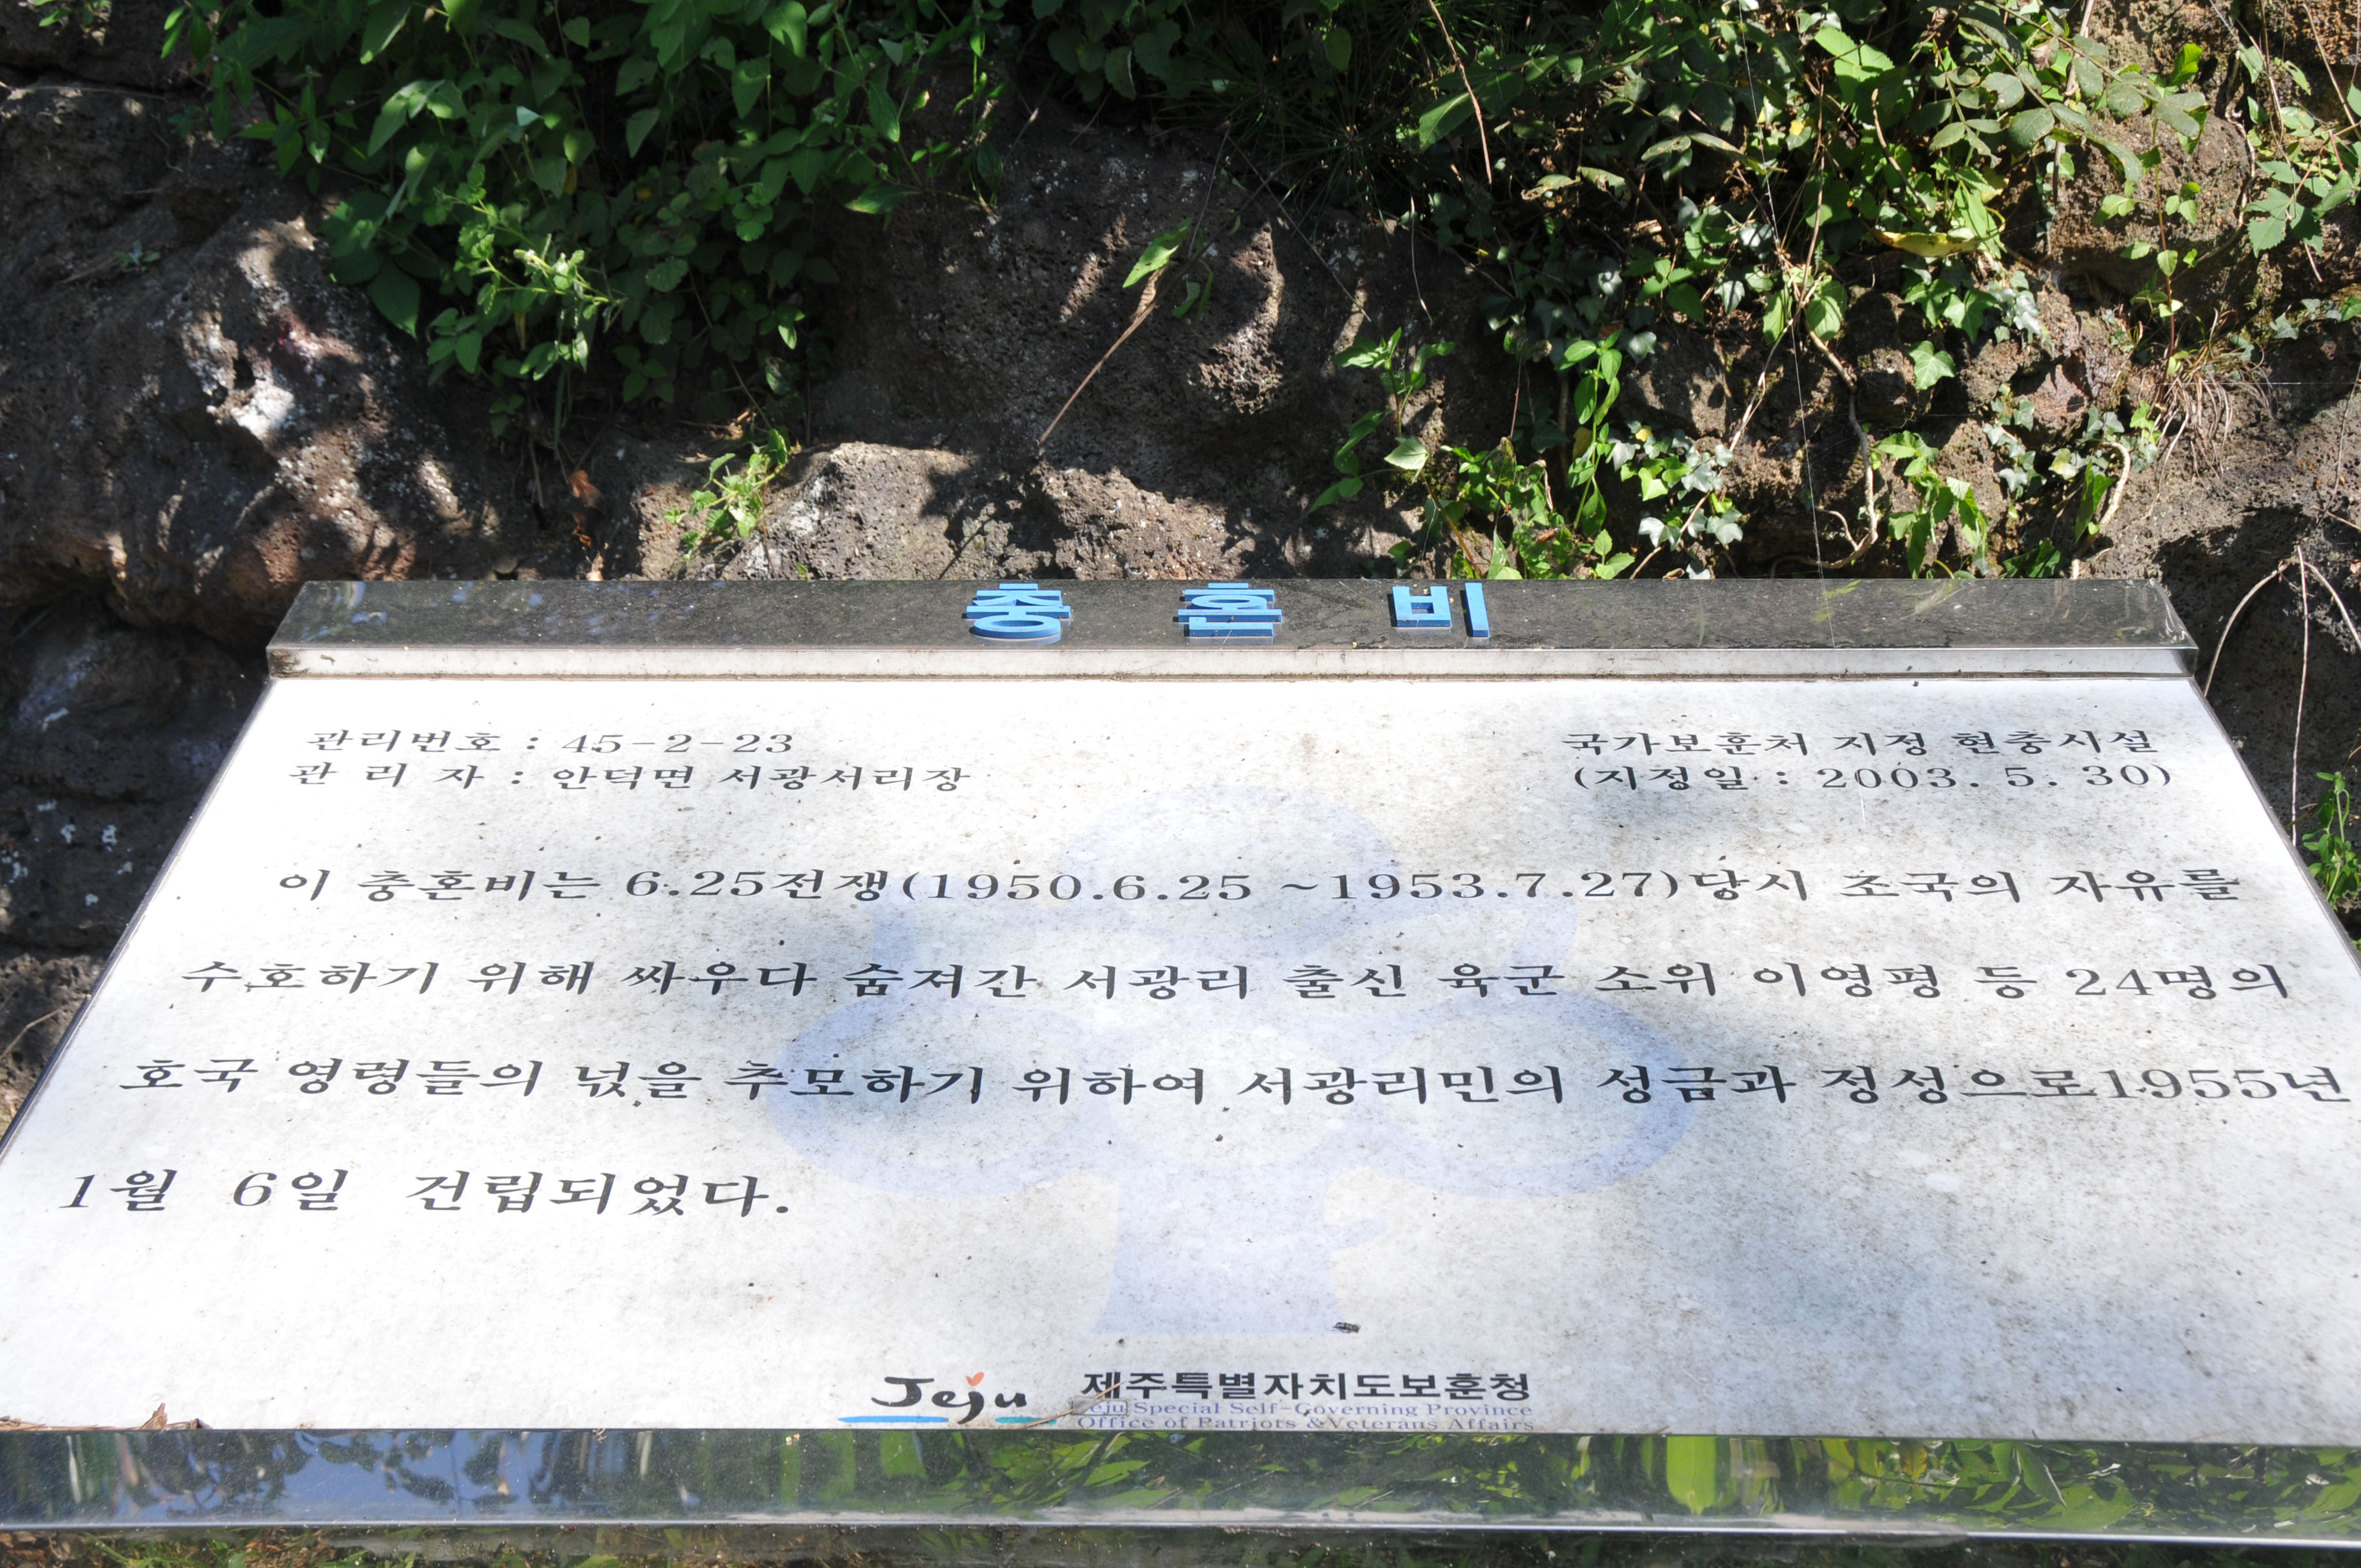 충혼비
관리번호 : 45-2-23
관 리 자 : 안덕면 서광서리장
국가보훈처 지정 현충시설
(지정일 : 2003. 5. 30)
이 충혼비는 6.25전쟁(1950.6.25 ~1953.7.27)당시 조국의 자유를
수호하기 위해 싸우다 숨져간 서광리 출신 육군 소위 이영평 등 24명의
호국 영령들의 넋을 추모하기 위하여 서광리민의 성금과 정성으로1955년
1월 6일 건립되었다.
Jeju
제주특별자치도보훈청
Jeju Special Self-Governing Province
Office of Patriots &Veterans Affairs